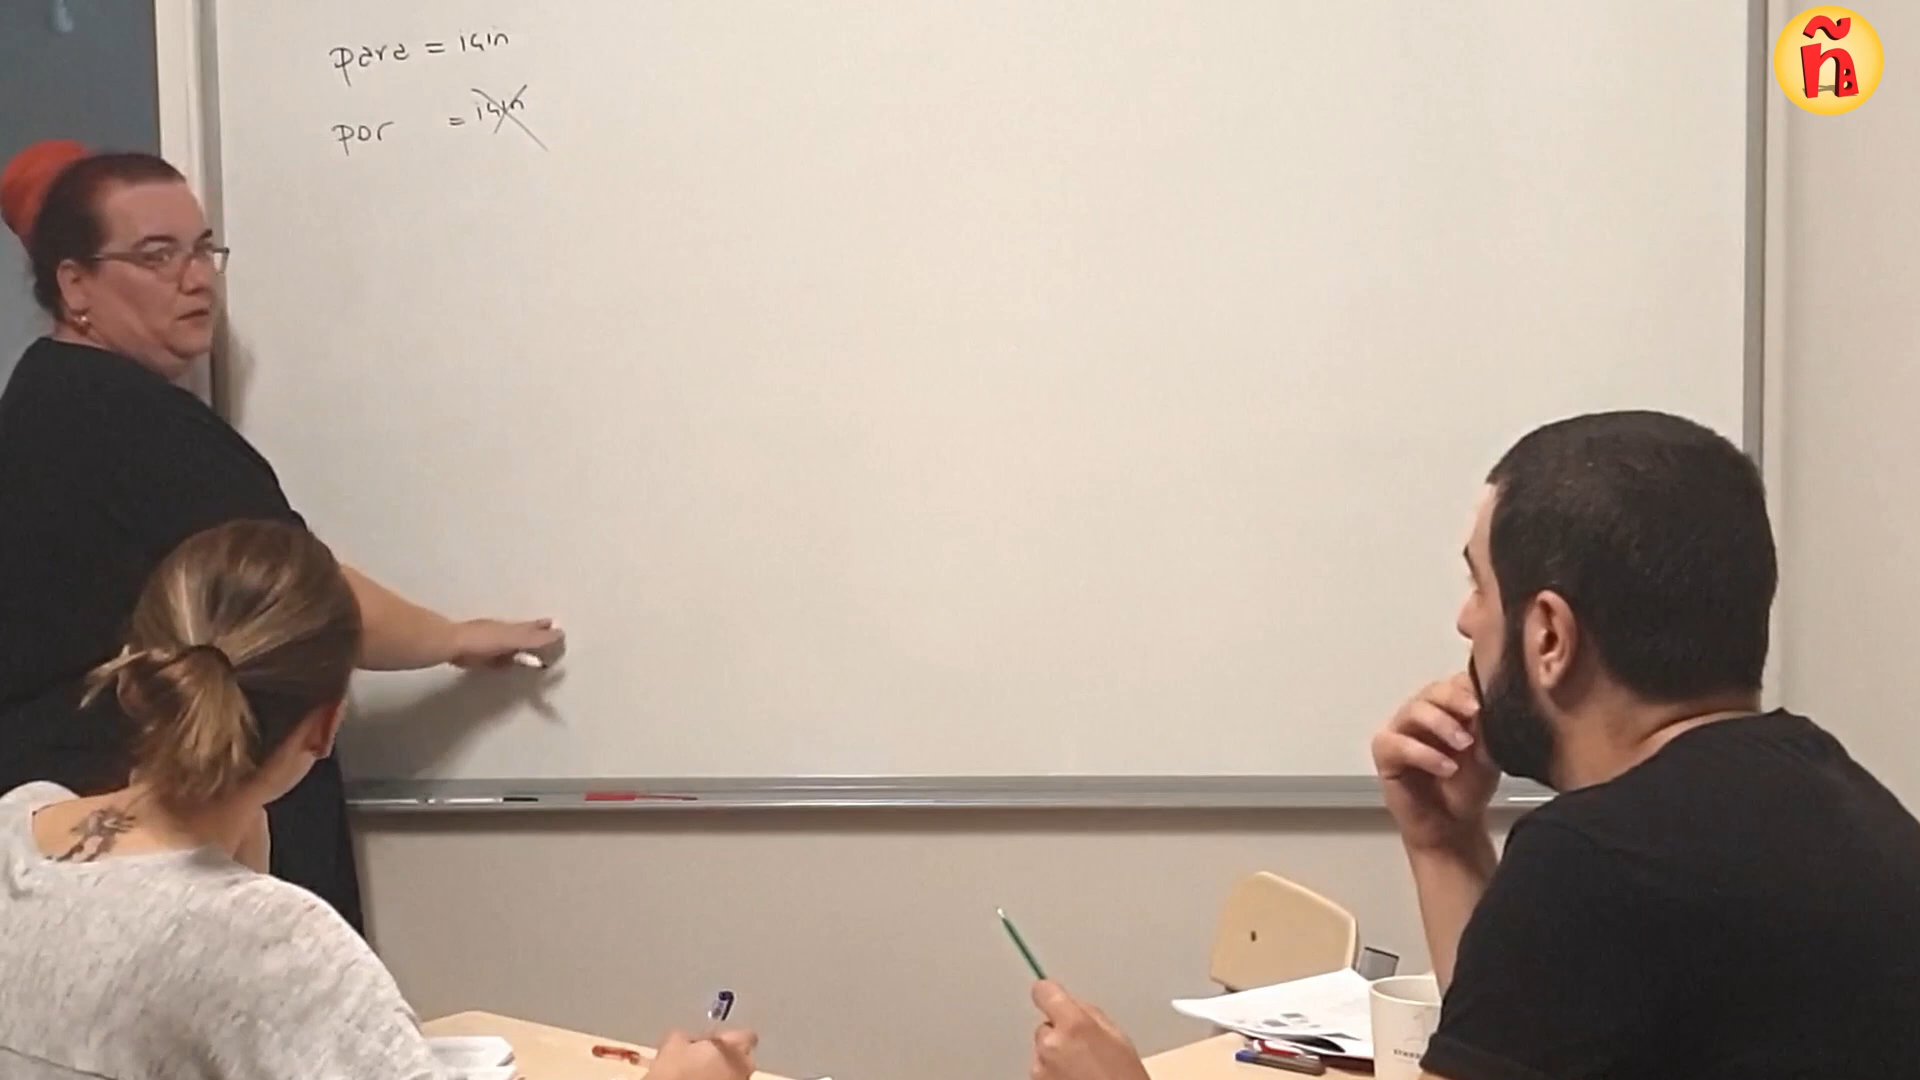 para = için
por = için
ñ